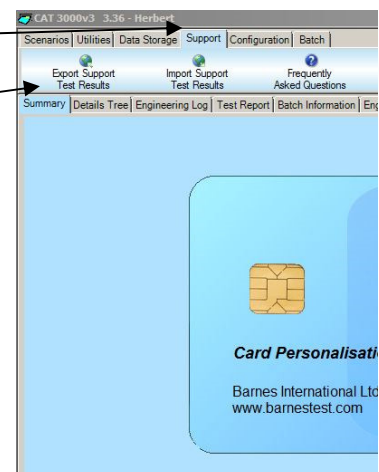 CAT 3000v3 3.36 - Herbert
Scenarios Utilities Data Storage Support Configuration Batch
Export Support Import Support Frequently
Test Results Test Results Asked Questions
Summary Details Tree Engineering Log Test Report Batch Information Eng
Card Personalisati
Barnes International Ltd
www.barnestest.com